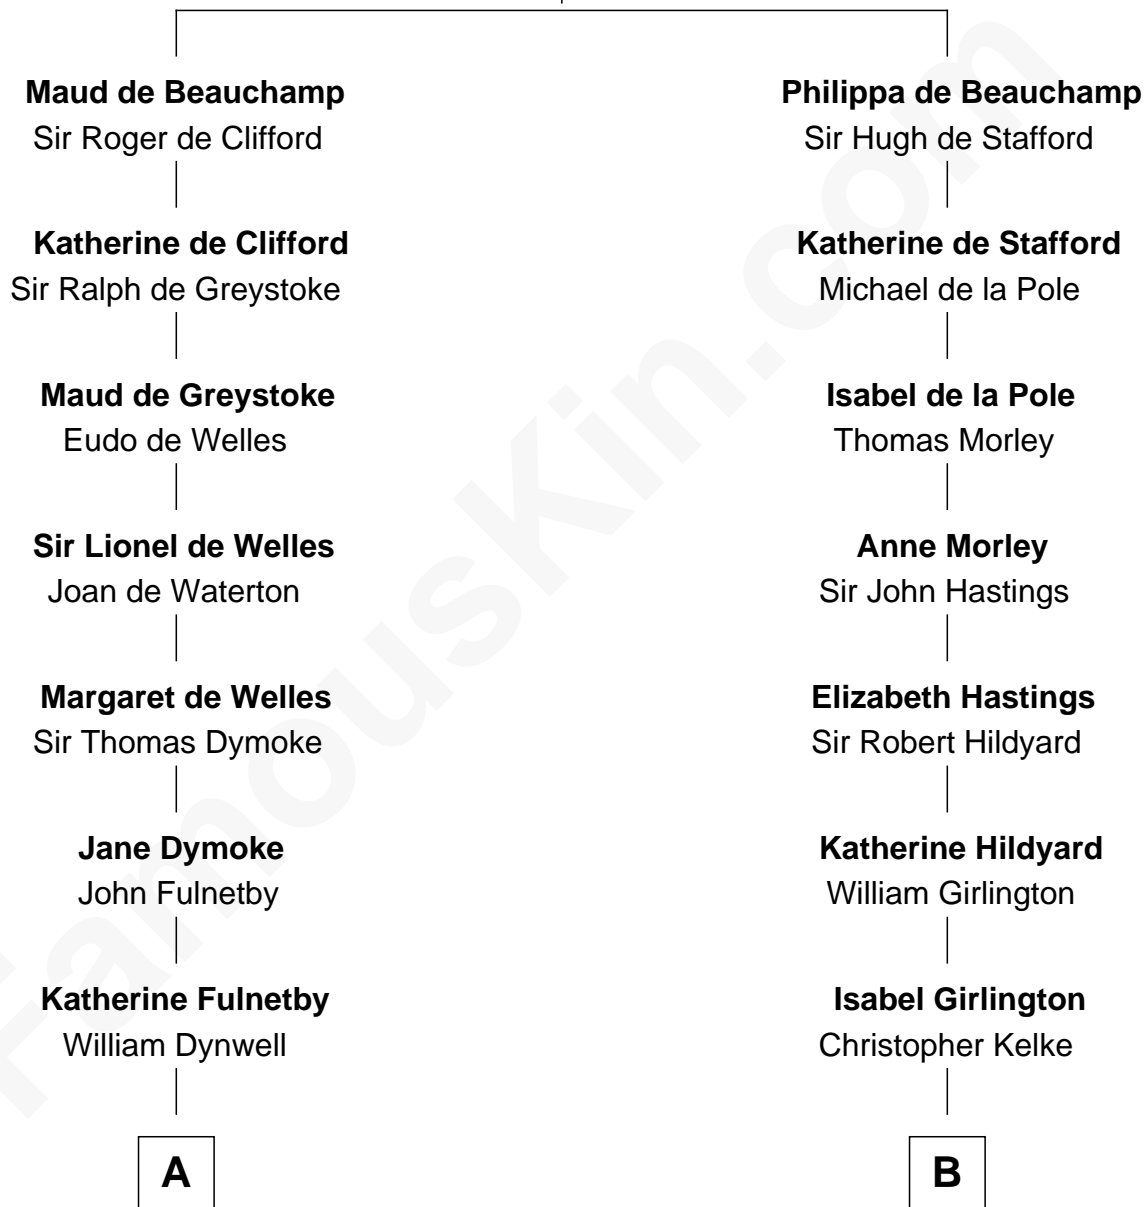 Maud de Beauchamp
Sir Roger de Clifford
Katherine de Clifford
Sir Ralph de Greystoke
Maud de Greystoke
Eudo de Welles
Sir Lionel de Welles
Joan de Waterton
Margaret de Welles
Sir Thomas Dymoke
Jane Dymoke
John Fulnetby
Katherine Fulnetby
William Dynwell
A
Philippa de Beauchamp
Sir Hugh de Stafford
Katherine de Stafford
Michael de la Pole
Isabel de la Pole
Thomas Morley
Anne Morley
Sir John Hastings
Elizabeth Hastings
Sir Robert Hildyard
Katherine Hildyard
William Girlington
Isabel Girlington
Christopher Kelke
B
FamousKin.com